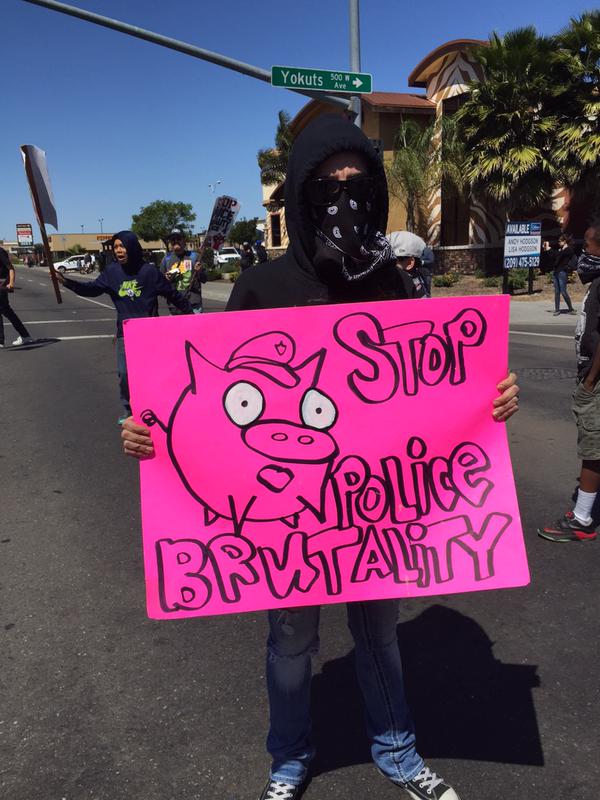 Yokuts 500 W
Ave
STOP
POLICE
BRUTALITY
AVAILABLE
ANDY HODGSON
LISA HODGSON
(209) 475-5129